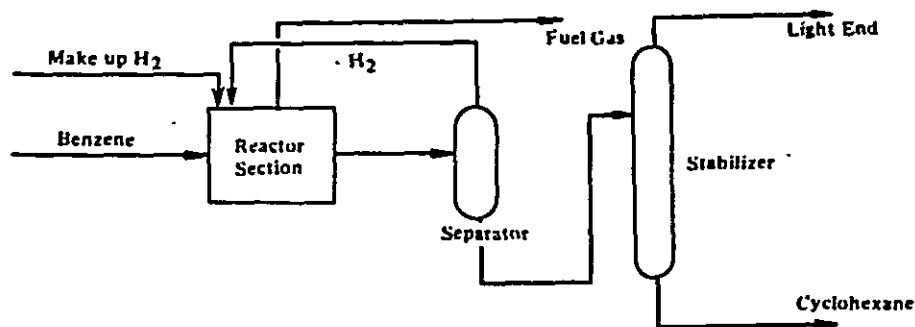 Light End
Fuel Gas
Make up H2
H2
Benzene
Reactor
Section
Stabilizer
Separator
Cyclohexane